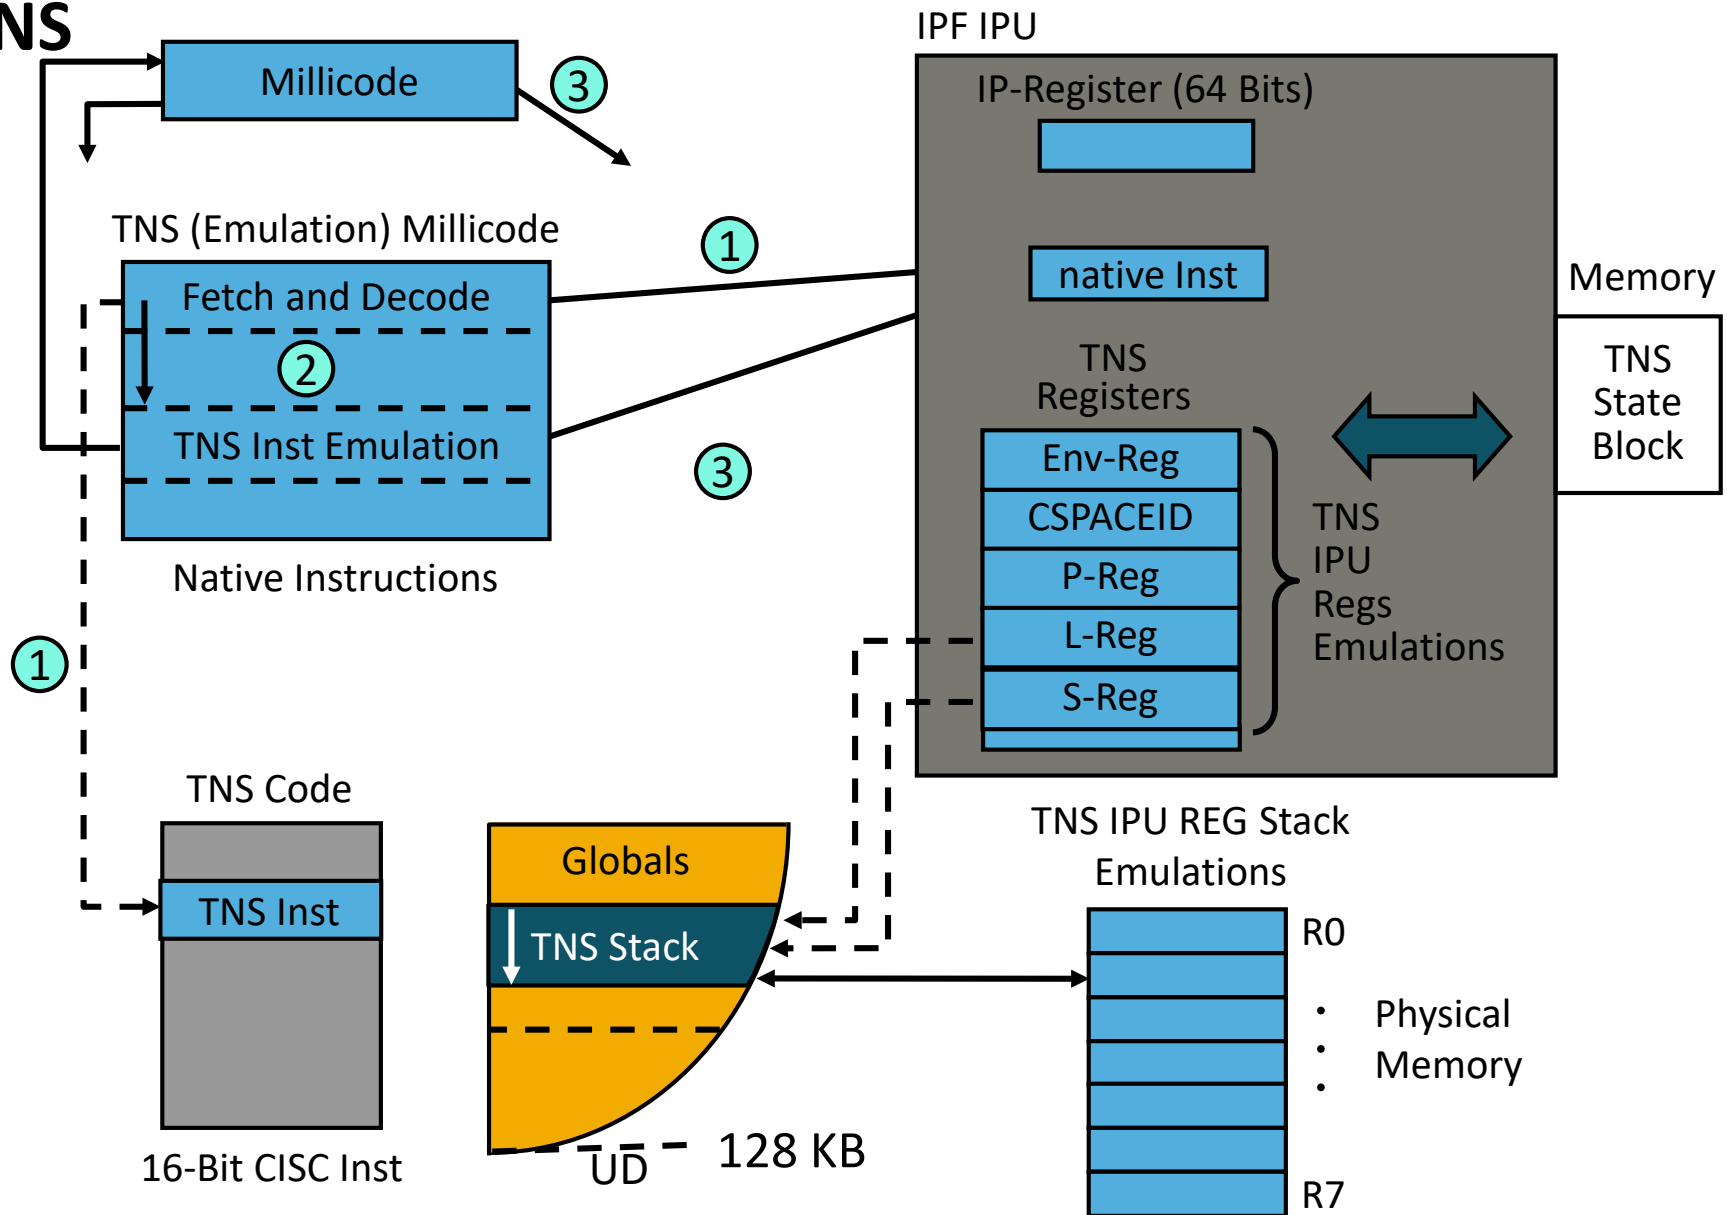 NS
Millicode
3
TNS (Emulation) Millicode
Fetch and Decode
2
TNS Inst Emulation
Native Instructions
1
3
1
IPF IPU
IP-Register (64 Bits)
native Inst
TNS
Registers
Env-Reg
CSPACEID
P-Reg
L-Reg
S-Reg
TNS
IPU
Regs
Emulations
Memory
TNS
State
Block
TNS Code
TNS Inst
16-Bit CISC Inst
Globals
TNS Stack
UD
128 KB
TNS IPU REG Stack
Emulations
R0
Physical
Memory
R7